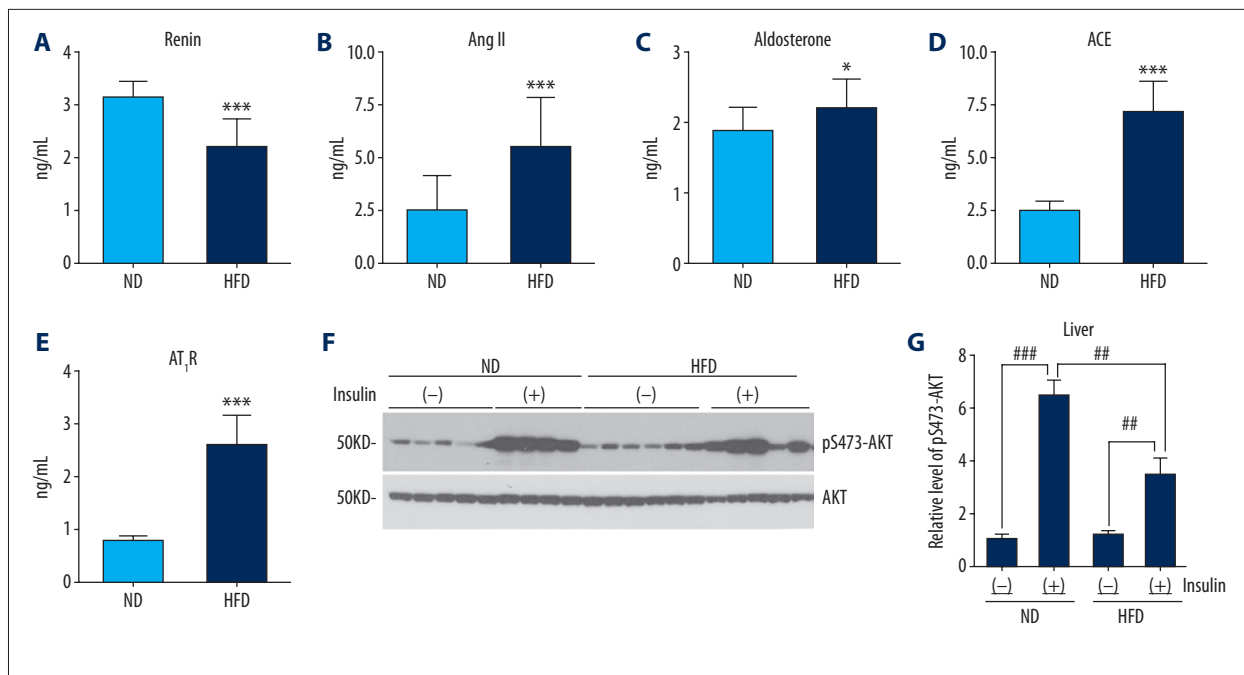 A Renin
4
3
2
1
0
ng/mL
***
ND HFD
B Ang II
10.0
7.5
5.0
2.5
0.0
ng/mL
***
ND HFD
C Aldosterone
3
2
1
0
ng/mL
*
ND HFD
D ACE
10.0
7.5
5.0
2.5
0.0
ng/mL
***
ND HFD
E AT1R
4
3
2
1
0
ng/mL
***
ND HFD
F
ND HFD
Insulin (−) (+) (−) (+)
50KD- pS473-AKT
50KD- AKT
G Liver
8
6
4
2
0
Relative level of pS473-AKT
### ##
##
(−) (+) (−) (+) Insulin
ND HFD